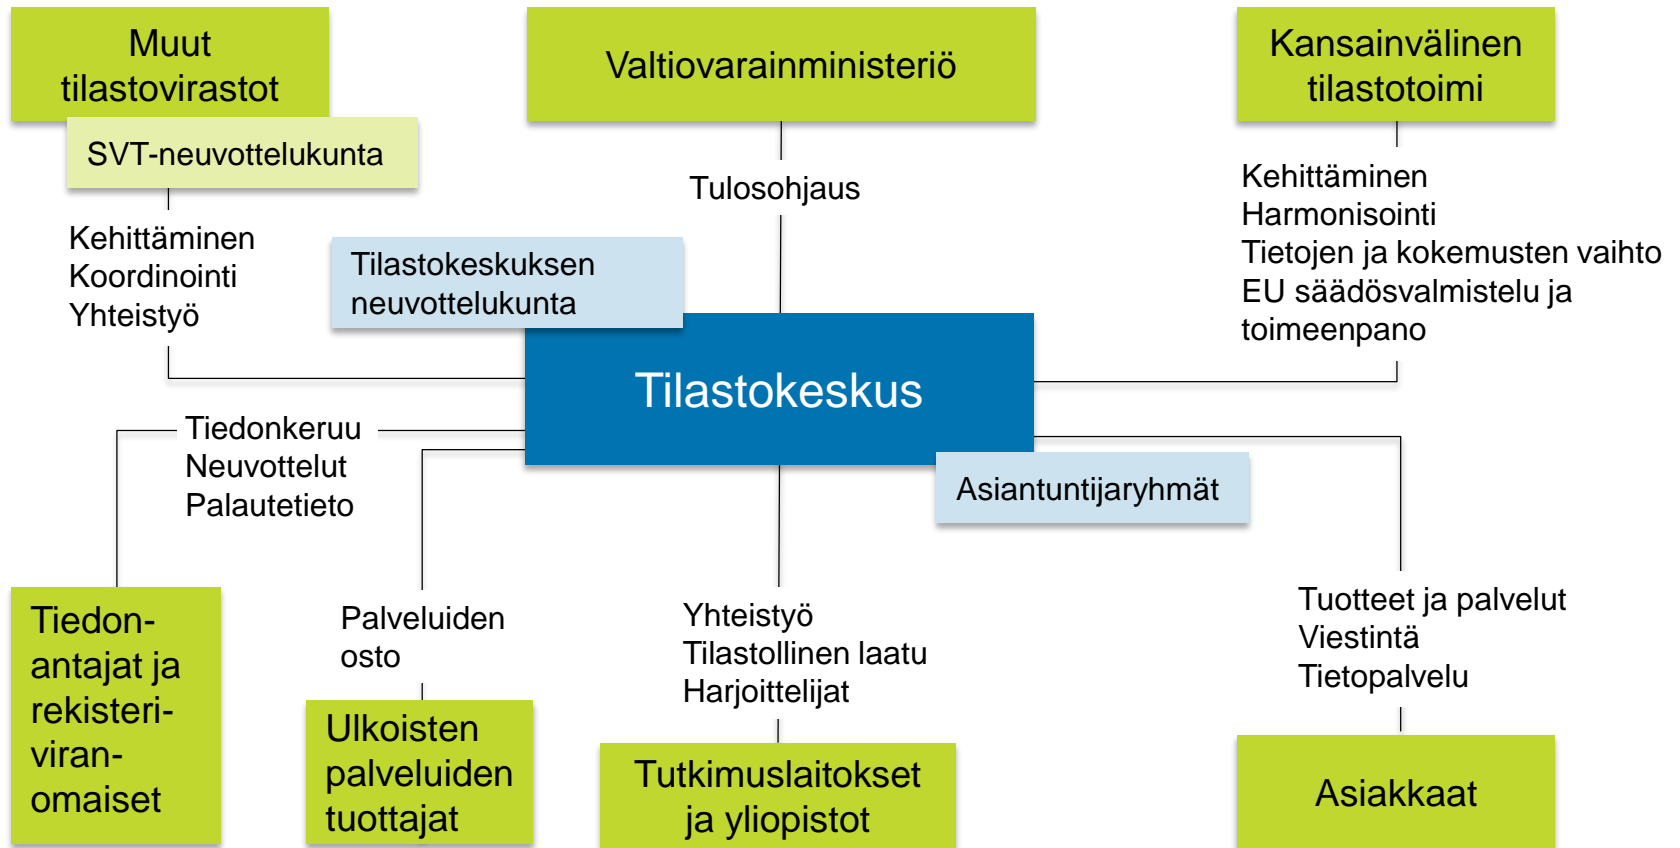 Muut
tilastovirastot
SVT-neuvottelukunta
Kehittäminen
Koordinointi
Yhteistyö
Valtiovarainministeriö
Tulosohjaus
Kansainvälinen
tilastotoimi
Kehittäminen
Harmonisointi
Tietojen ja kokemusten vaihto
EU säädösvalmistelu ja
toimeenpano
Tilastokeskuksen
neuvottelukunta
Tilastokeskus
Asiantuntijaryhmät
Tiedonkeruu
Neuvottelut
Palautetieto
Tiedon-
antajat ja
rekisteri-
viran-
omaiset
Palveluiden
osto
Ulkoisten
palveluiden
tuottajat
Yhteistyö
Tilastollinen laatu
Harjoittelijat
Tutkimuslaitokset
ja yliopistot
Tuotteet ja palvelut
Viestintä
Tietopalvelu
Asiakkaat